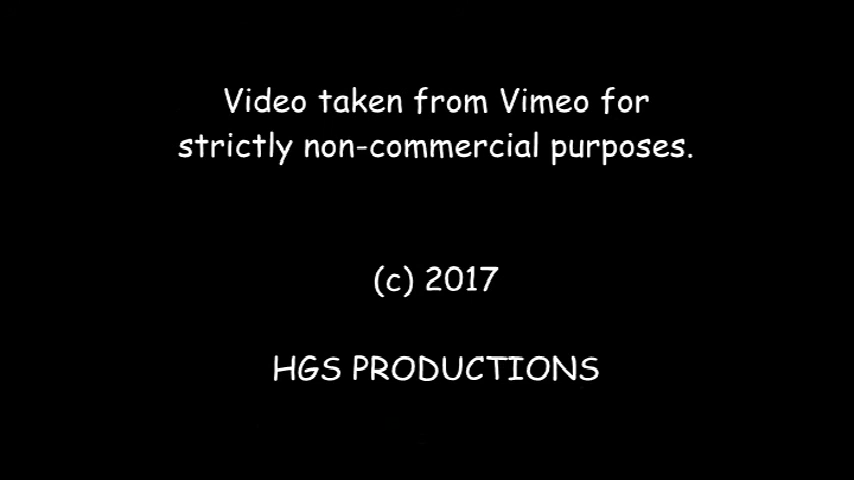 Video taken from Vimeo for
strictly non-commercial purposes.
(c) 2017
HGS PRODUCTIONS